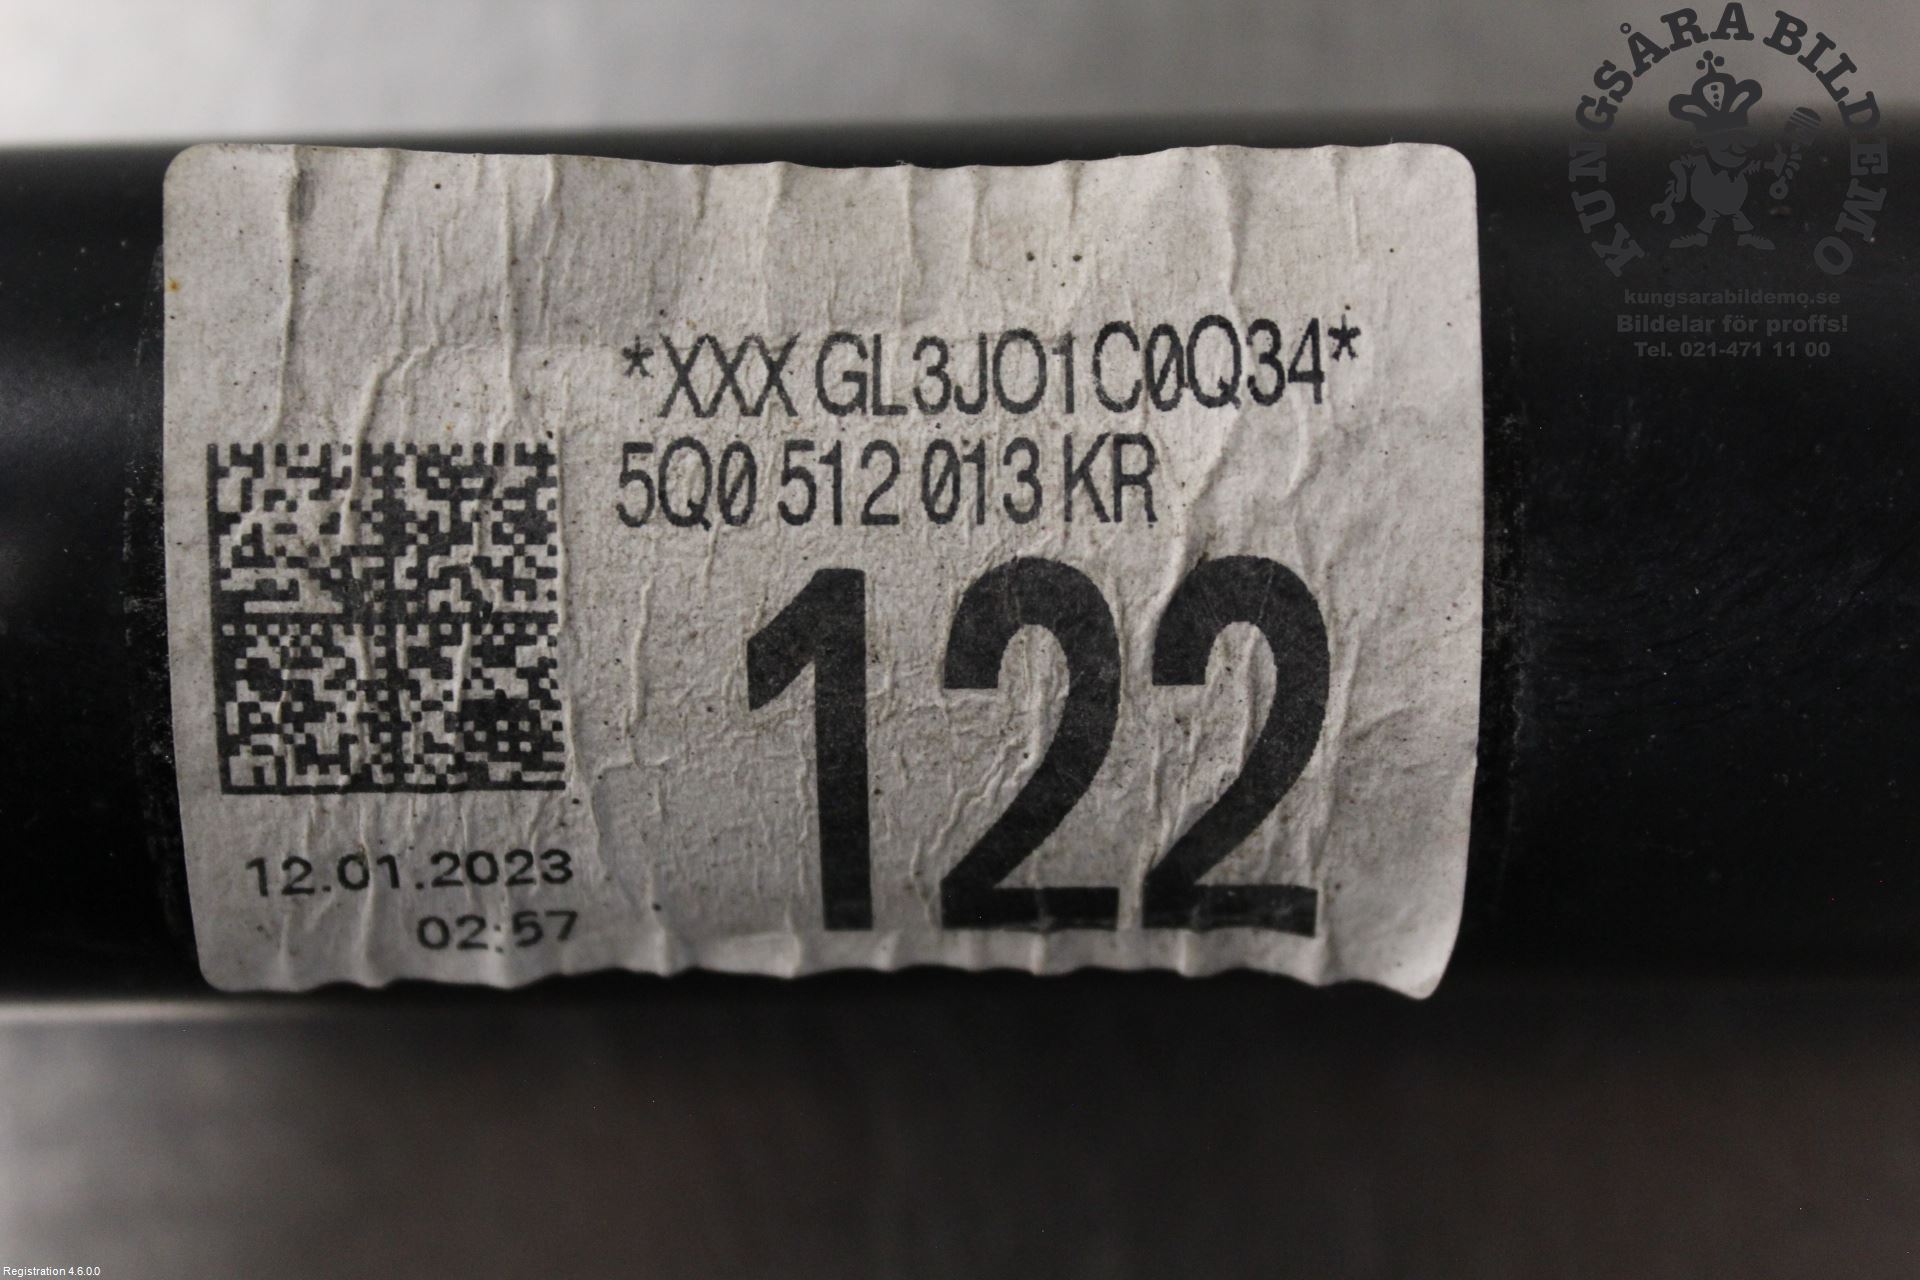 KUNGSÅRA BILDEMO
kungsarabildemo.se
Bildelar för proffs!
Tel. 021-471 11 00
*XXX GL3JO1C0Q34*
5Q0 512 013 KR
122
12.01.2023
02:57
Registration 4.6.0.0